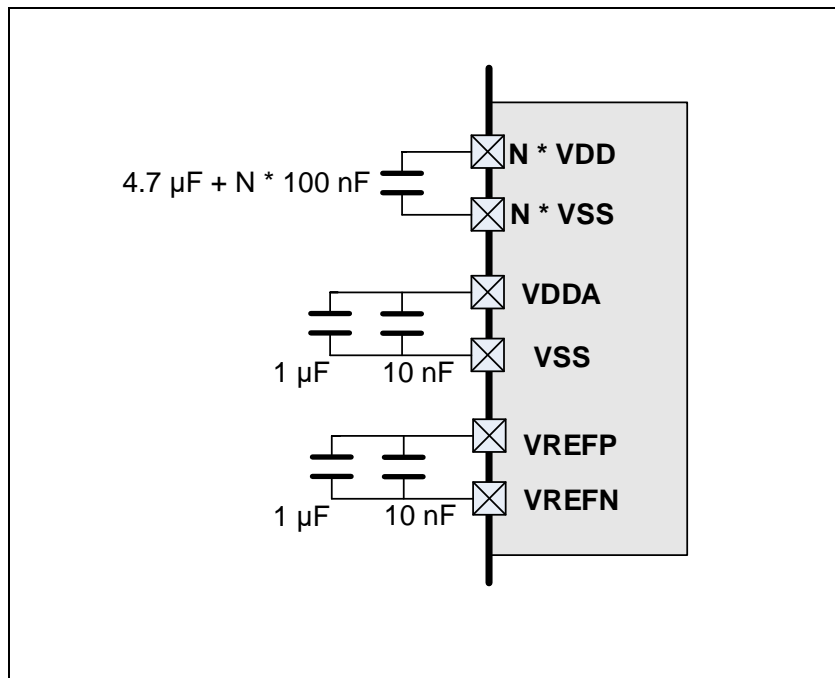 N * VDD
4.7 µF + N * 100 nF
N * VSS
VDDA
VSS
1 µF 10 nF
VREFP
VREFN
1 µF 10 nF